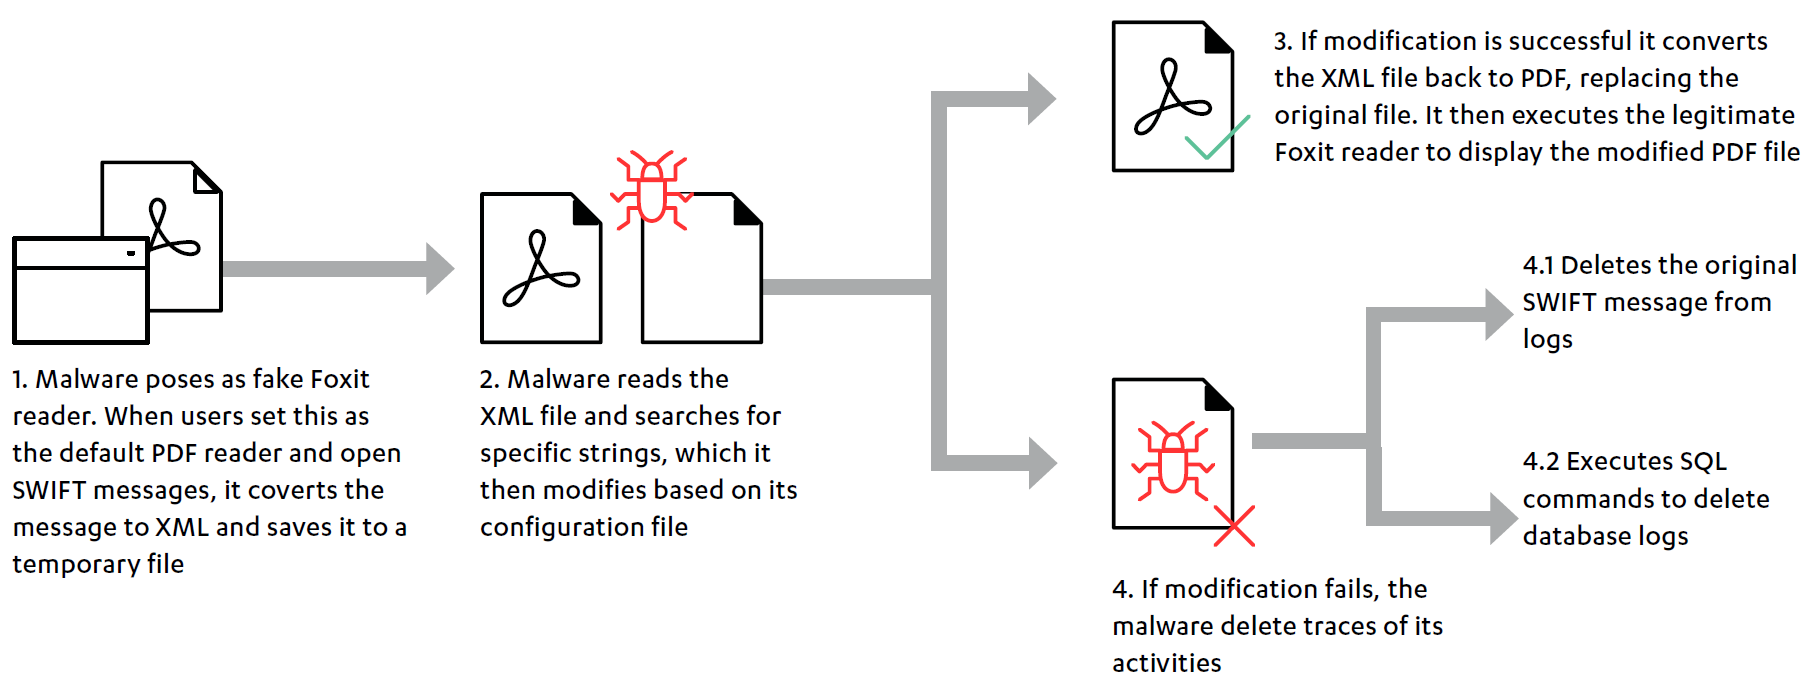 1. Malware poses as fake Foxit
reader. When users set this as
the default PDF reader and open
SWIFT messages, it coverts the
message to XML and saves it to a
temporary file
2. Malware reads the
XML file and searches for
specific strings, which it
then modifies based on its
configuration file
3. If modification is successful it converts
the XML file back to PDF, replacing the
original file. It then executes the legitimate
Foxit reader to display the modified PDF file
4. If modification fails, the
malware delete traces of its
activities
4.1 Deletes the original
SWIFT message from
logs
4.2 Executes SQL
commands to delete
database logs